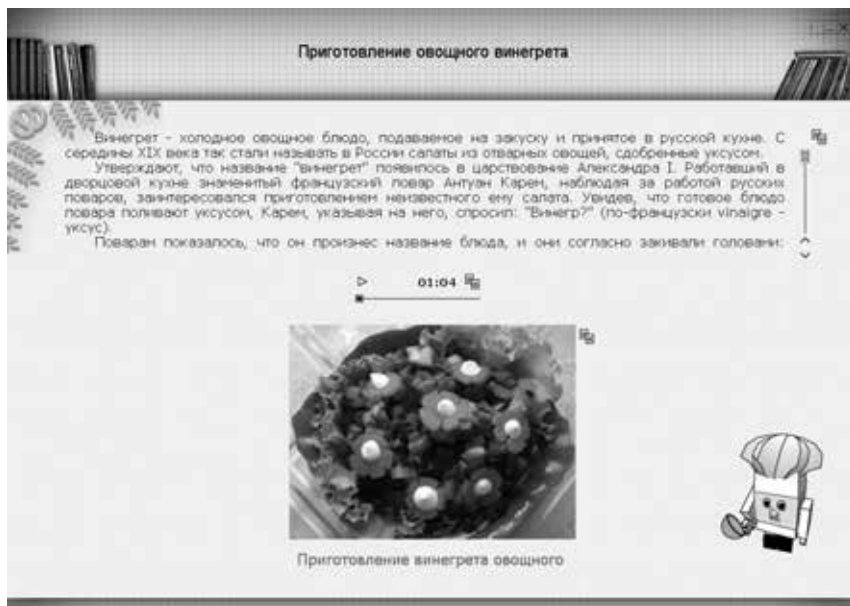 Приготовление овощного винегрета
Винегрет - холодное овощное блюдо, подаваемое на закуску и принятое в русской кухне. С
середины XIX века так стали называть в России салаты из отварных овощей, сдобренные уксусом.
Утверждают, что название "винегрет" появилось в царствование Александра I. Работавший в
дворцовой кухне знаменитый французский повар Антуан Карем, наблюдая за работой русских
поваров, заинтересовался приготовлением неизвестного ему салата. Увидев, что готовое блюдо
повара поливают уксусом, Карем, указывая на него, спросил: "Винегр?" (по-французски vinaigre -
уксус).
Поварам показалось, что он произнес название блюда, и они согласно закивали головами:
01:04
Приготовление винегрета овощного